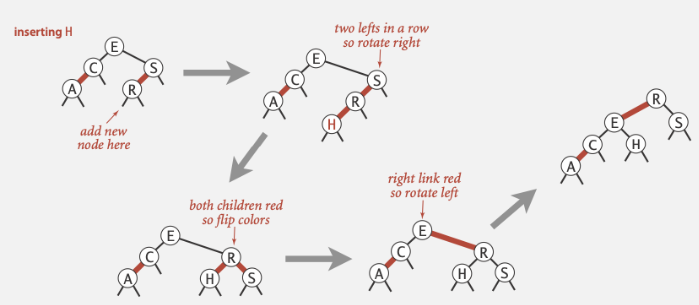 inserting H
E
C
S
A
R
add new
node here
two lefts in a row
so rotate right
E
C
S
A
R
H
both children red
so flip colors
E
C
R
A
H
S
right link red
so rotate left
E
C
R
A
H
S
R
E
S
C
H
A